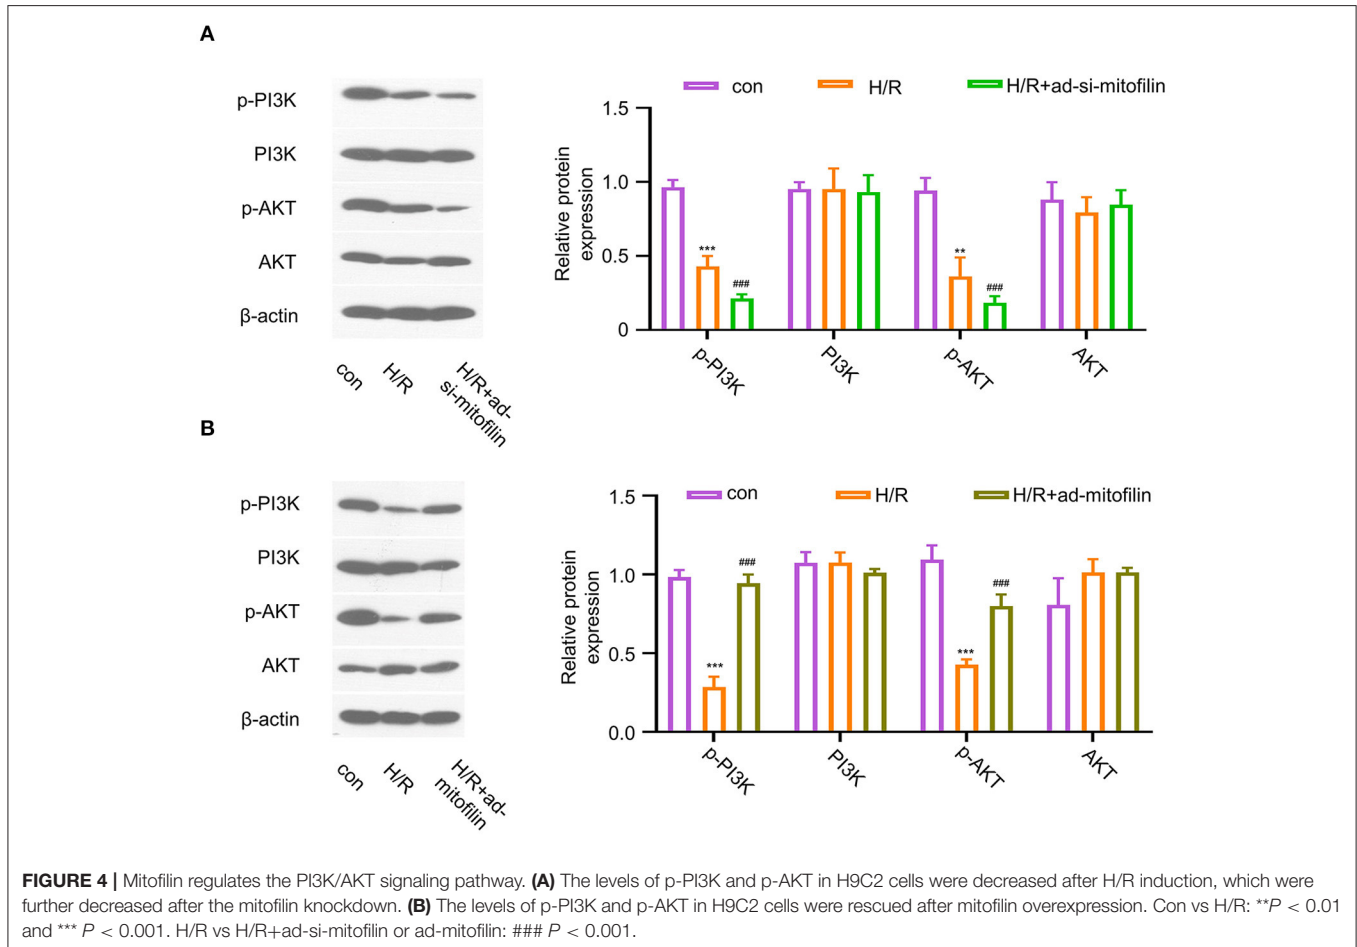 A
p-PI3K
PI3K
p-AKT
AKT
β-actin
con
H/R
H/R+ad-
si-mitofilin
con
H/R
H/R+ad-si-mitofilin
Relative protein
expression
1.5
1.0
0.5
0
***
###
**
###
p-PI3K
PI3K
p-AKT
AKT
B
p-PI3K
PI3K
p-AKT
AKT
β-actin
con
H/R
H/R+ad-
mitofilin
con
H/R
H/R+ad-mitofilin
Relative protein
expression
1.5
1.0
0.5
0.0
***
###
***
###
p-PI3K
PI3K
p-AKT
AKT
FIGURE 4 | Mitofilin regulates the PI3K/AKT signaling pathway. (A) The levels of p-PI3K and p-AKT in H9C2 cells were decreased after H/R induction, which were
further decreased after the mitofilin knockdown. (B) The levels of p-PI3K and p-AKT in H9C2 cells were rescued after mitofilin overexpression. Con vs H/R: **P < 0.01
and *** P < 0.001. H/R vs H/R+ad-si-mitofilin or ad-mitofilin: ### P < 0.001.